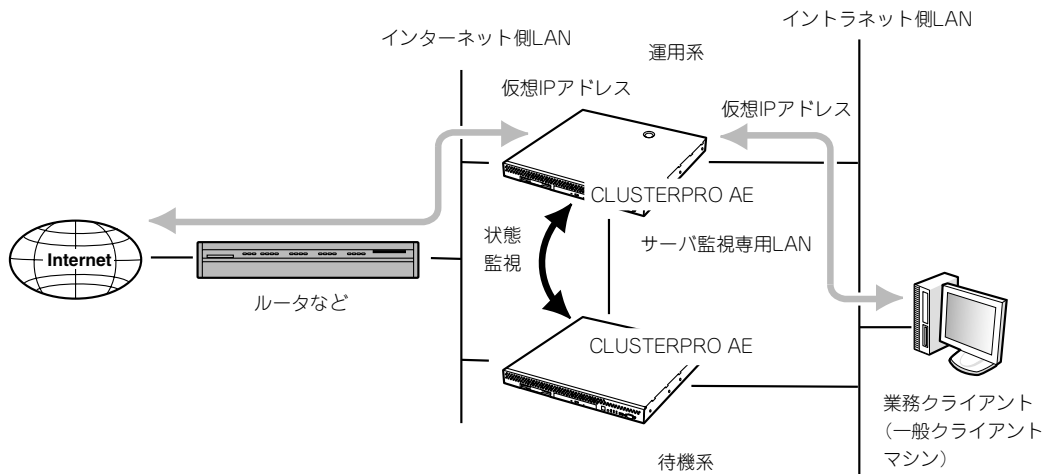 イントラネット側LAN
インターネット側LAN
運用系
仮想IPアドレス
仮想IPアドレス
CLUSTERPRO AE
状態
監視
サーバ監視専用LAN
Internet
ルータなど
CLUSTERPRO AE
業務クライアント
（一般クライアント
マシン）
待機系